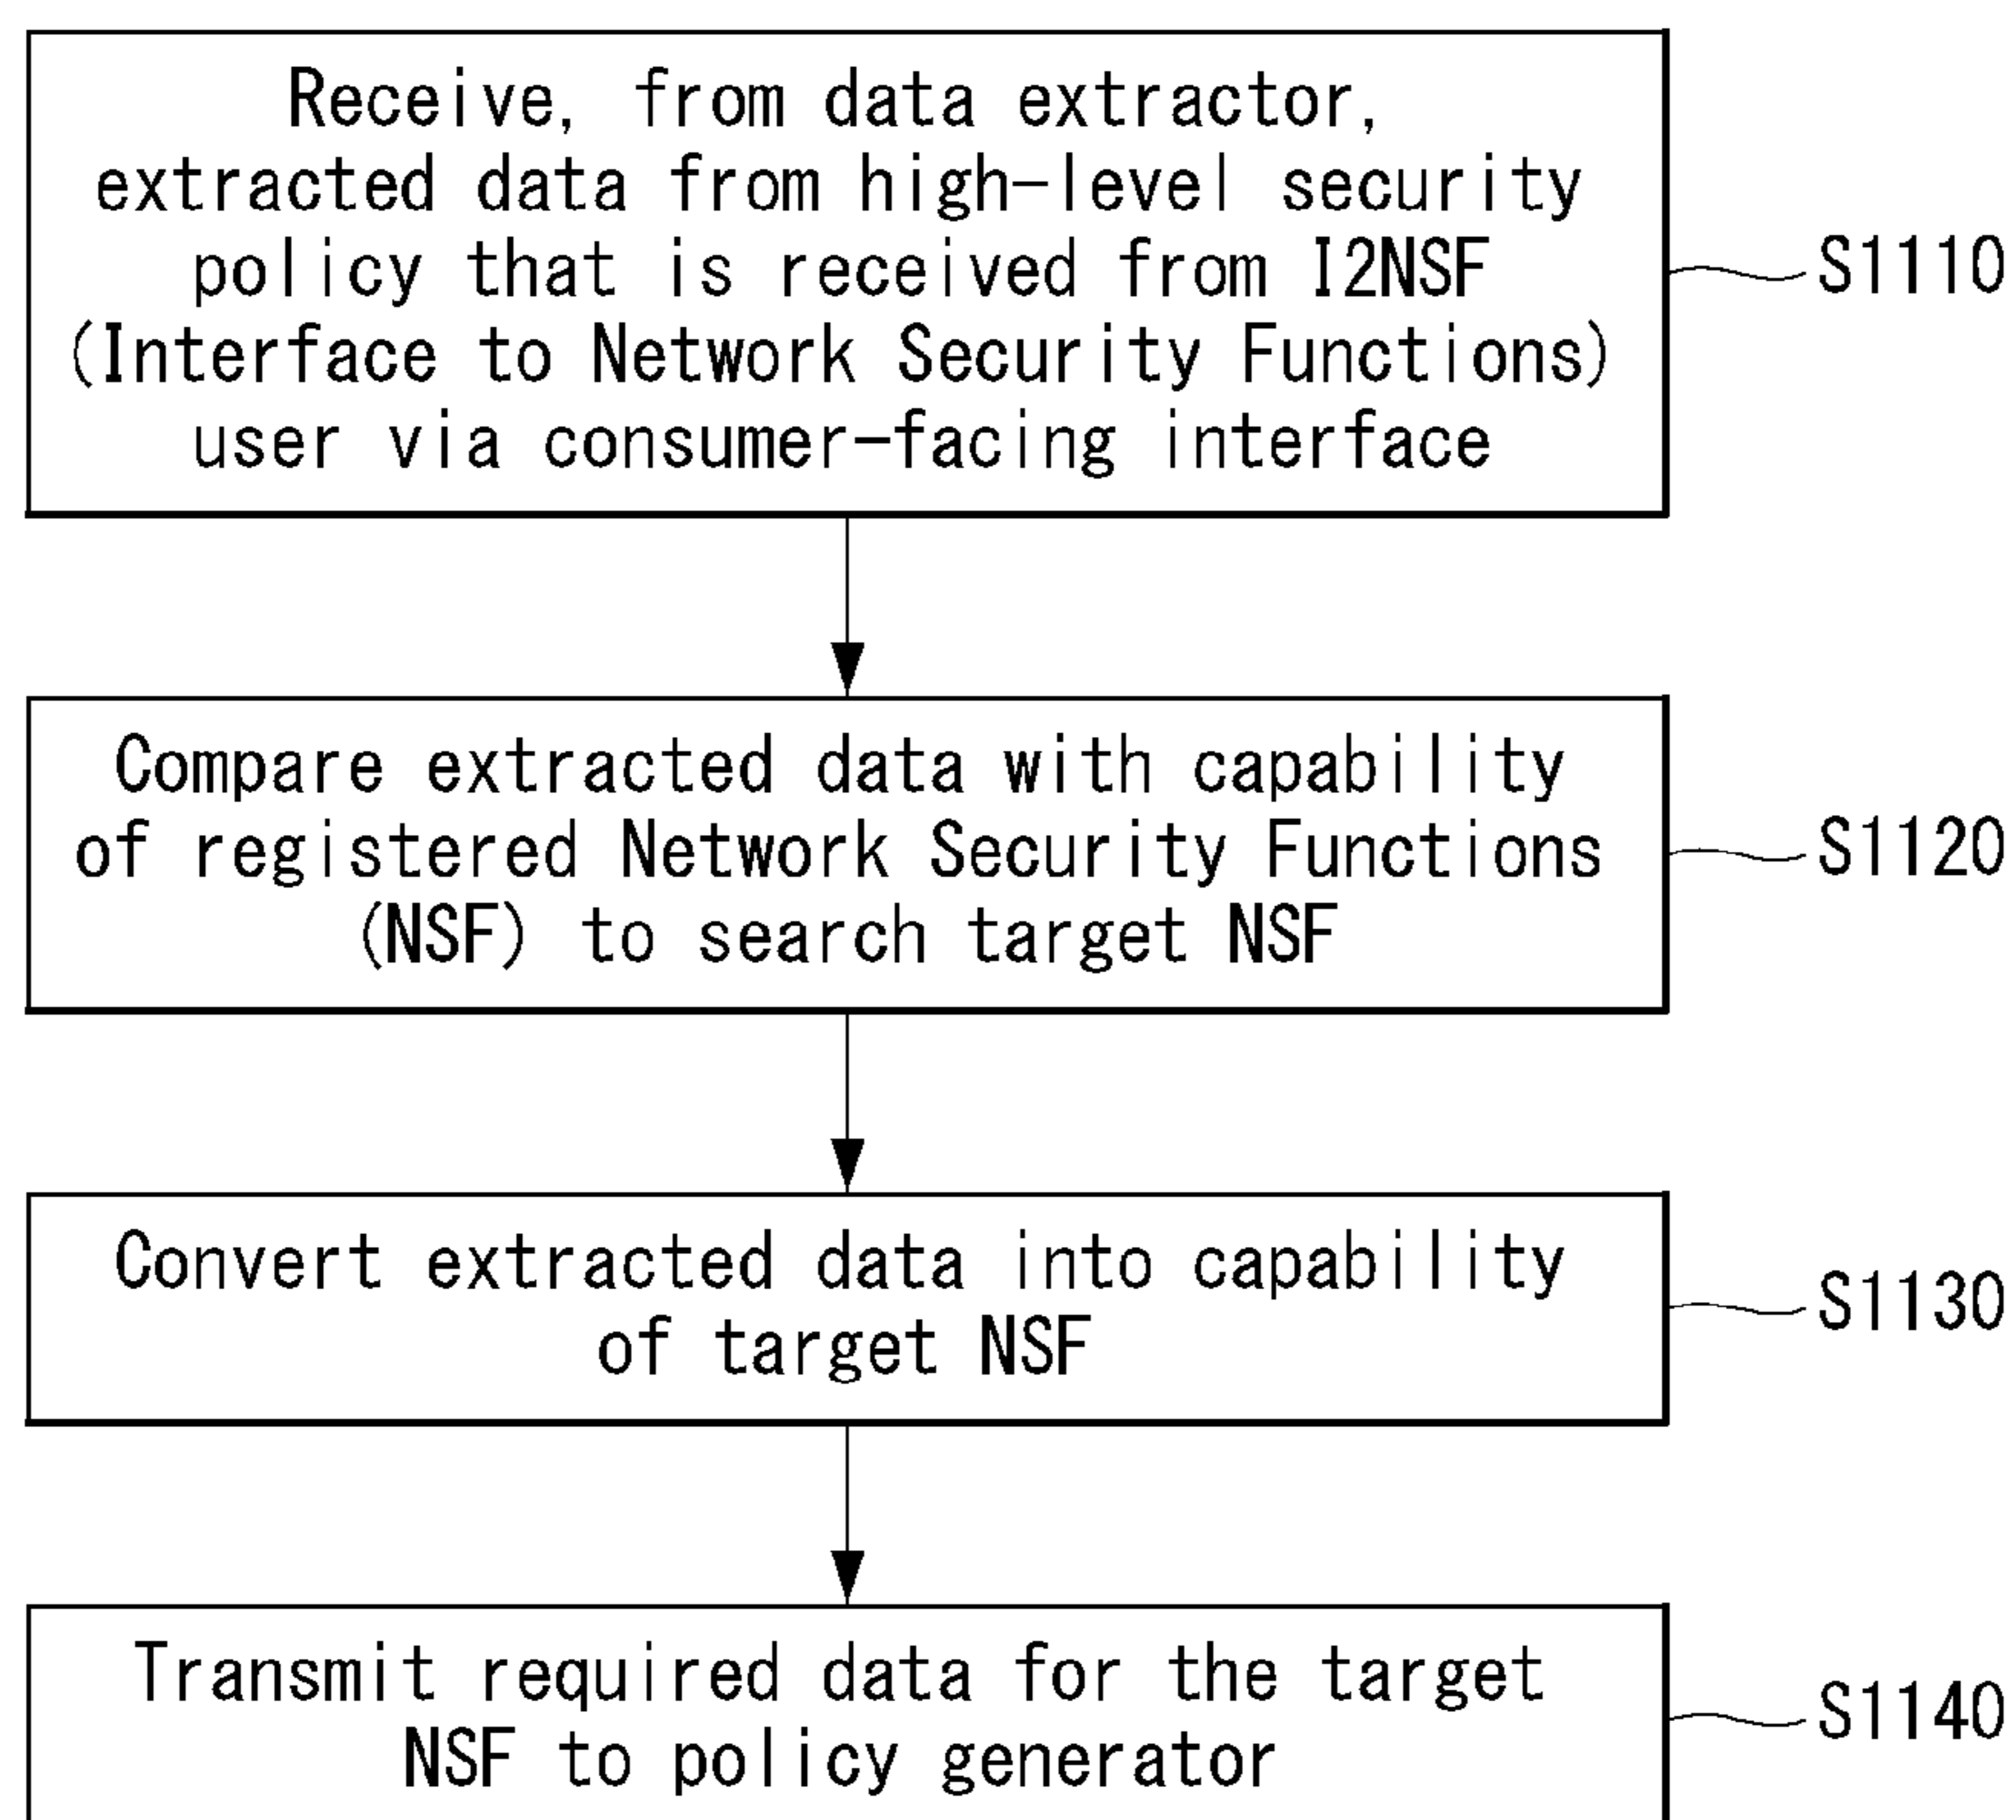 Receive, from data extractor,
extracted data from high-level security
policy that is received from I2NSF
(Interface to Network Security Functions)
user via consumer-facing interface
S1110
Compare extracted data with capability
of registered Network Security Functions
(NSF) to search target NSF
S1120
Convert extracted data into capability
of target NSF
S1130
Transmit required data for the target
NSF to policy generator
S1140